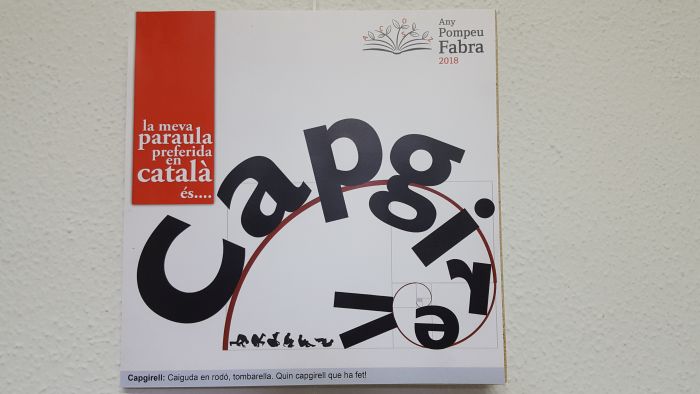 Any
Pompeu
Fabra
2018
la meva
paraula
preferida
en
català
és....
Capgirell
Capgirell: Caiguda en rodó, tombarella. Quin capgirell que ha fet!